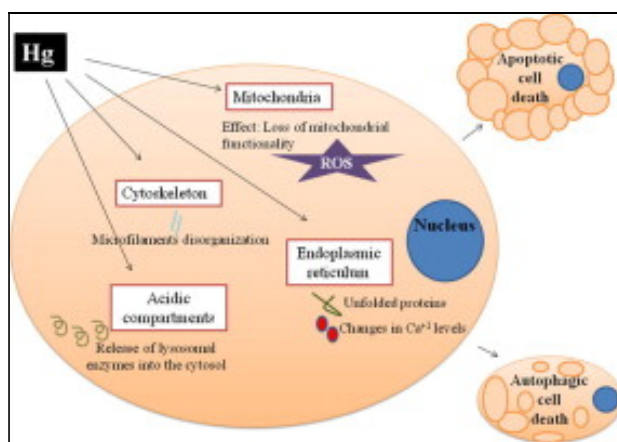 Hg
Mitochondria
Effect: Loss of mitochondrial
functionality
ROS
Cytoskeleton
Microfilaments disorganization
Endoplasmic
reticulum
Nucleus
Unfolded proteins
Changes in Ca⁺² levels
Acidic
compartments
Release of lysosomal
enzymes into the cytosol
Apoptotic
cell
death
Autophagic
cell
death